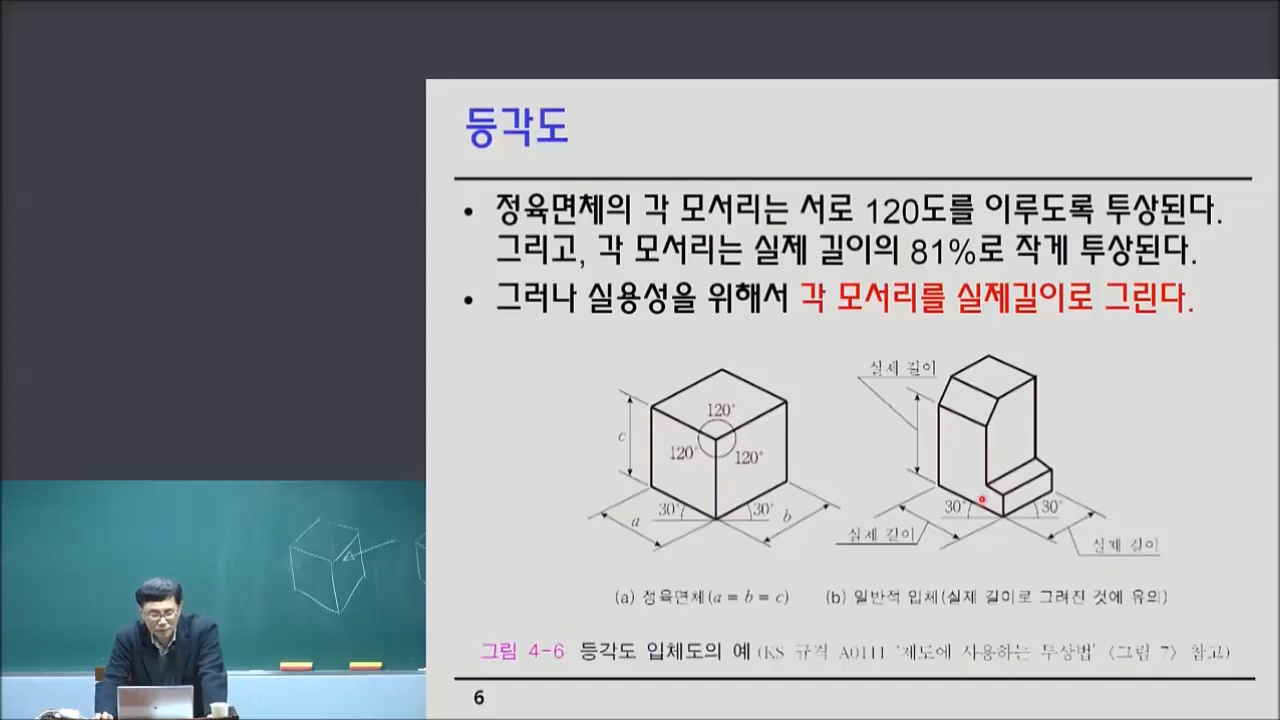 등각도
• 정육면체의 각 모서리는 서로 120도를 이루도록 투상된다.
그리고, 각 모서리는 실제 길이의 81%로 작게 투상된다.
• 그러나 실용성을 위해서 각 모서리를 실제길이로 그린다.
실제 길이
120°
c
120°
120°
30°
30°
a
b
30°
30°
실제 길이
실제 길이
(a) 정육면체(a = b = c)
(b) 일반적 입체(실제 길이로 그려진 것에 유의)
그림 4-6 등각도 입체도의 예 (KS 규격 A0111 '제도에 사용하는 투상법' 〈그림 7〉 참고)
6